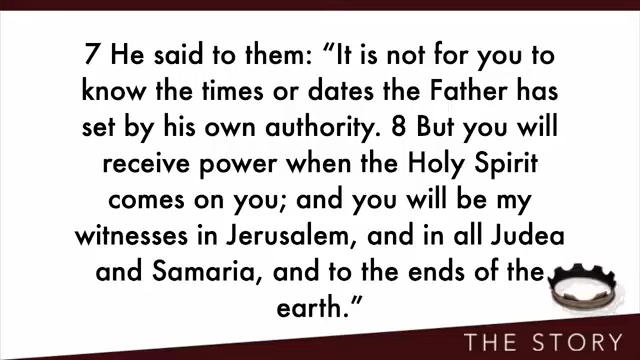 7 He said to them: “It is not for you to
know the times or dates the Father has
set by his own authority. 8 But you will
receive power when the Holy Spirit
comes on you; and you will be my
witnesses in Jerusalem, and in all Judea
and Samaria, and to the ends of the
earth.”
THE STORY